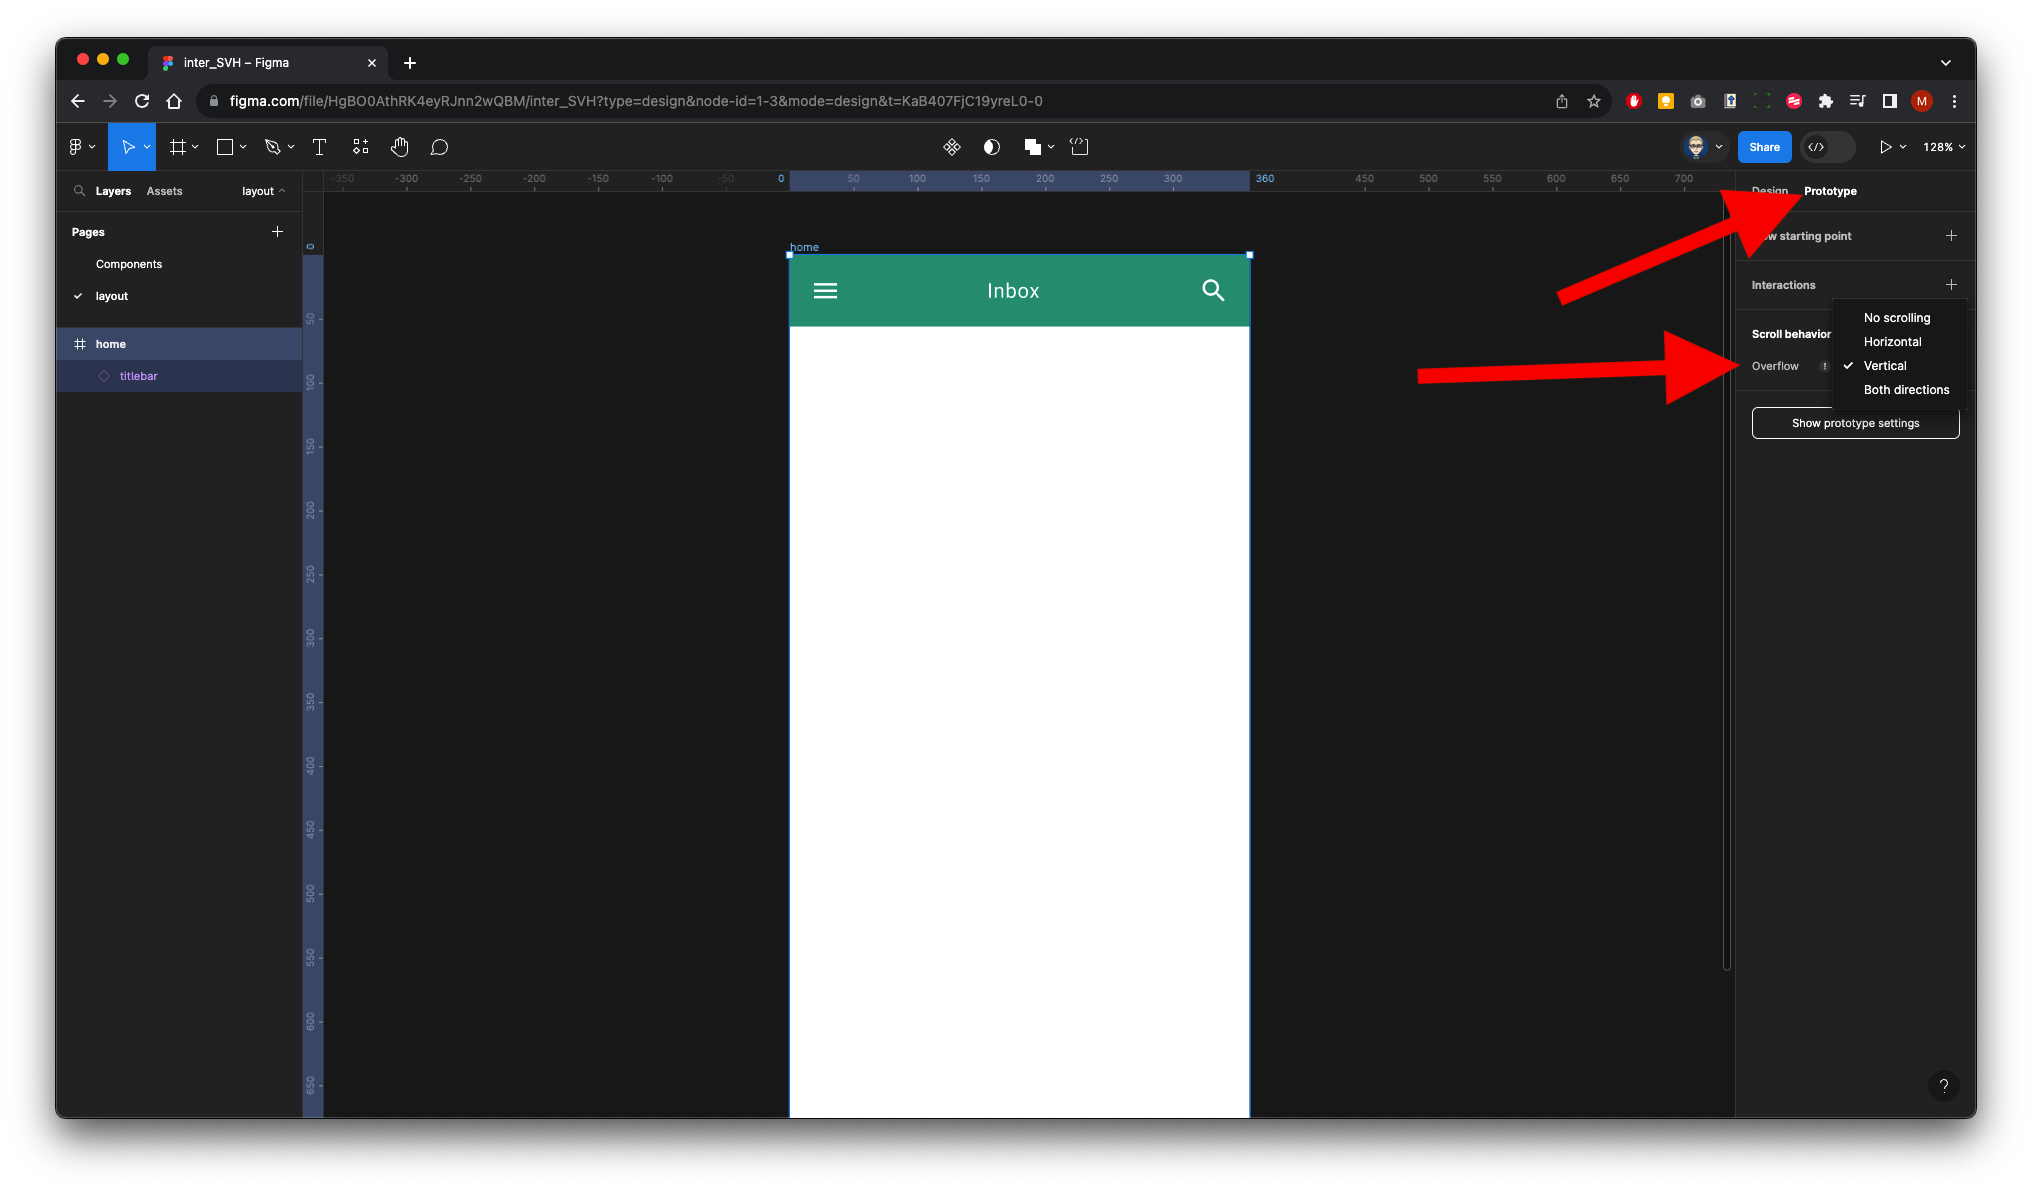 inter_SVH – Figma
figma.com/file/HgBO0AthRK4eyRJnn2wQBM/inter_SVH?type=design&node-id=1-3&mode=design&t=KaB407FjC19yreL0-0
M
Share
128%
Layers Assets layout
Pages
Components
layout
home
titlebar
-350 -300 -250 -200 -150 -100 -50 0 50 100 150 200 250 300 360 450 500 550 600 650 700
0
50
100
150
200
250
300
350
400
450
500
550
600
650
home
Inbox
Design Prototype
starting point
Interactions
Scroll behavior
Overflow
No scrolling
Horizontal
Vertical
Both directions
Show prototype settings
?